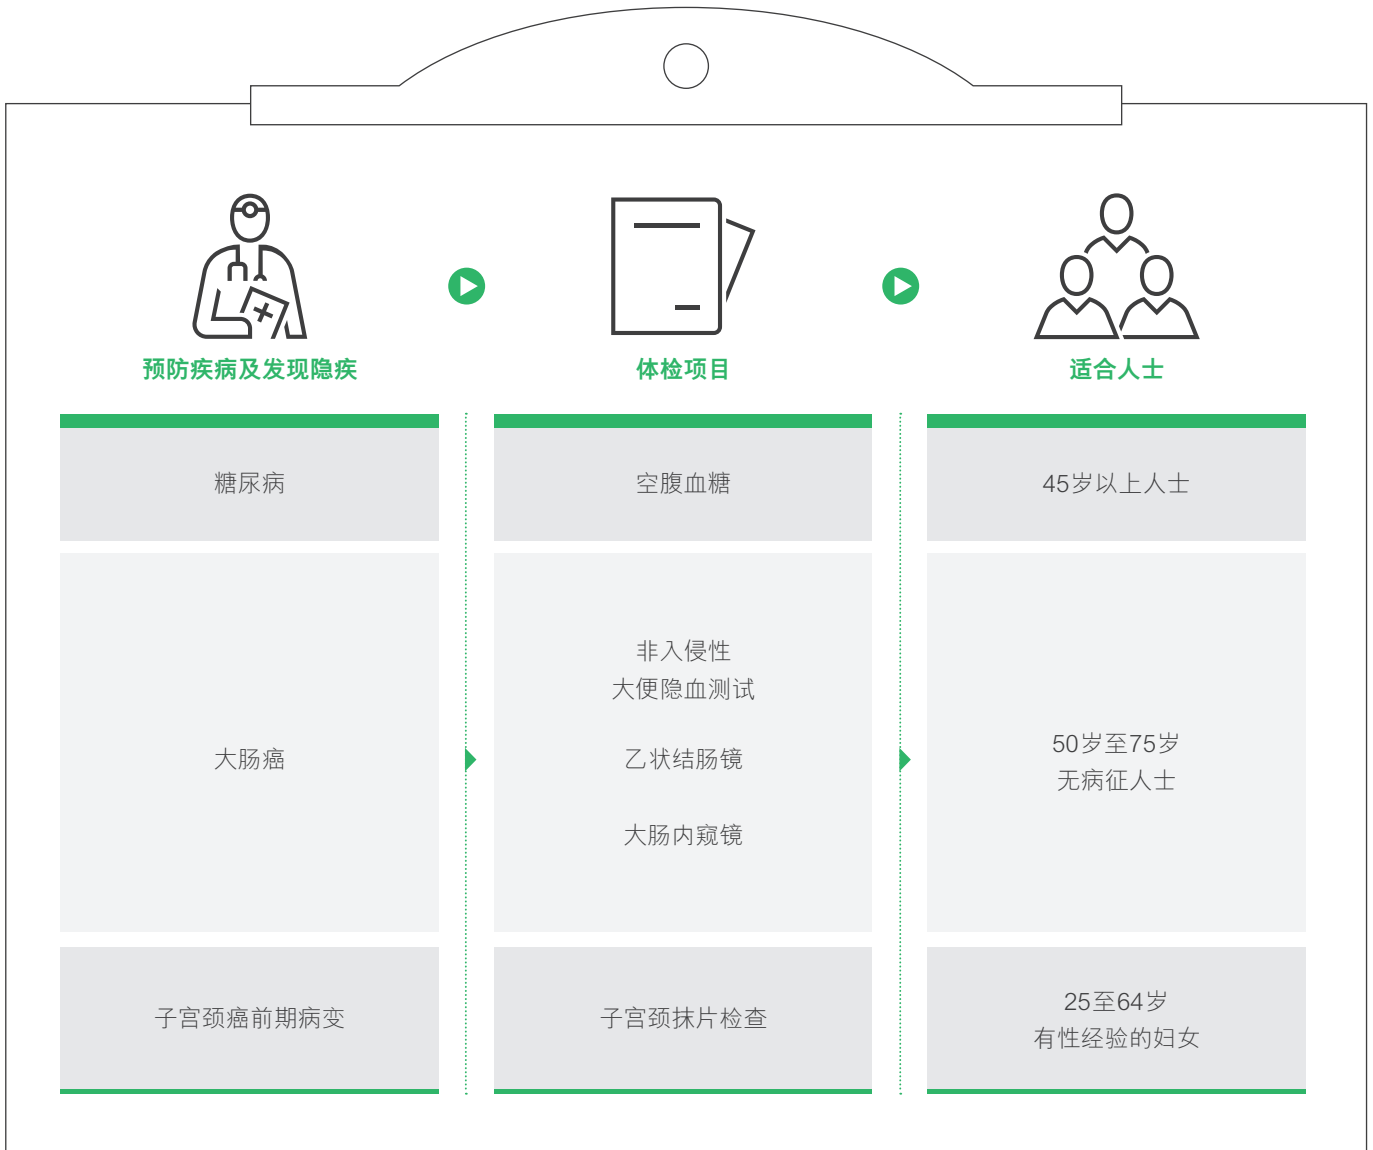 预防疾病及发现隐疾
体检项目
适合人士
糖尿病
空腹血糖
45岁以上人士
大肠癌
非入侵性
大便隐血测试
乙状结肠镜
大肠内窥镜
50岁至75岁
无病征人士
子宫颈癌前期病变
子宫颈抹片检查
25至64岁
有性经验的妇女